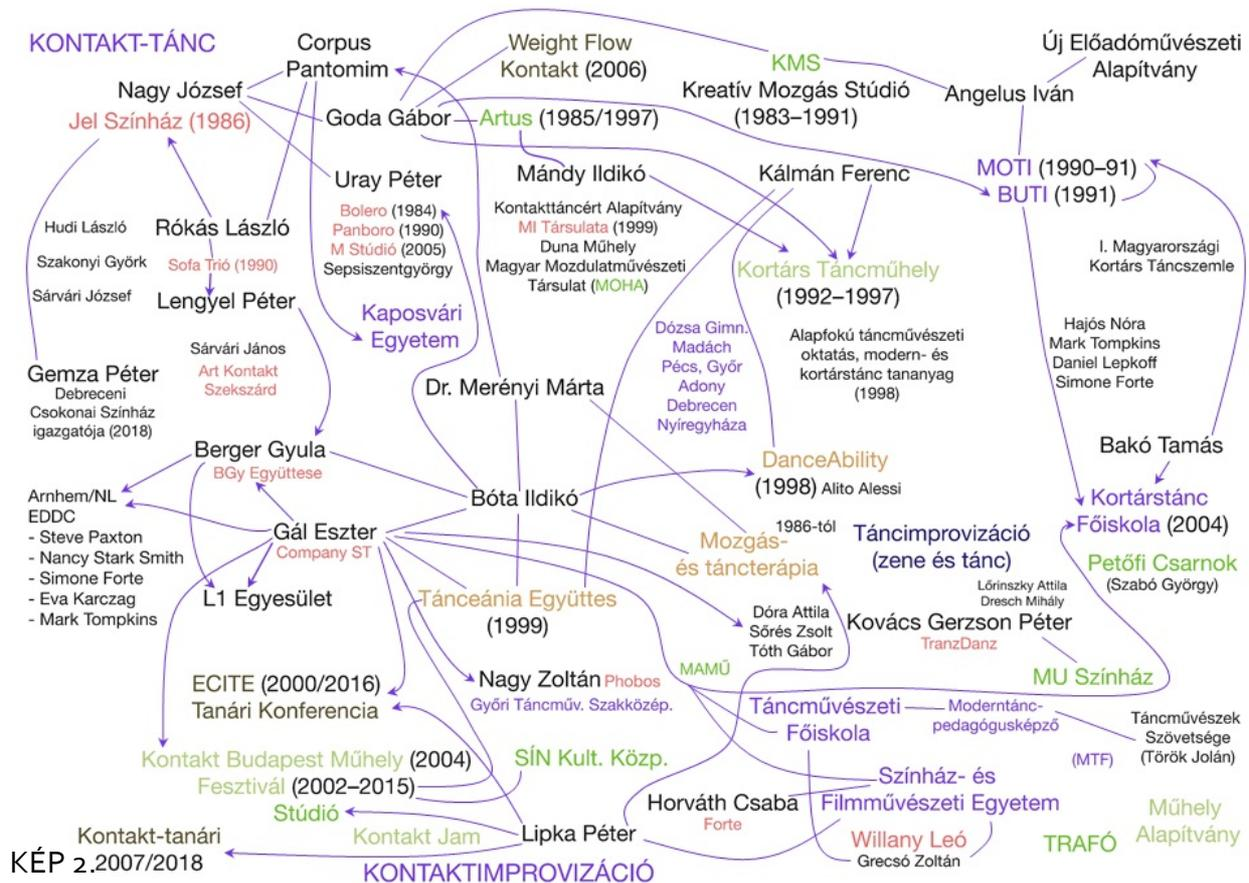 KONTAKT-TÁNC
Corpus
Pantomim
Weight Flow
Kontakt (2006)
KMS
Kreatív Mozgás Stúdió
(1983–1991)
Új Előadóművészeti
Alapítvány
Angelus Iván
Nagy József
Jel Színház (1986)
Goda Gábor
Artus (1985/1997)
Uray Péter
Bolero (1984)
Panboro (1990)
M Stúdió (2005)
Sepsiszentgyörgy
Mándy Ildikó
Kontakttáncért Alapítvány
MI Társulata (1999)
Duna Műhely
Magyar Mozdulatművészeti
Társulat (MOHA)
Kálmán Ferenc
MOTI (1990–91)
BUTI (1991)
Hudi László
Szakonyi Györk
Sárvári József
Rókás László
Sofa Trió (1990)
Lengyel Péter
Kaposvári
Egyetem
Kortárs Táncműhely
(1992–1997)
I. Magyarországi
Kortárs Táncszemle
Dózsa Gimn.
Madách
Pécs, Győr
Adony
Debrecen
Nyíregyháza
Alapfokú táncművészeti
oktatás, modern- és
kortárstánc tananyag
(1998)
Hajós Nóra
Mark Tompkins
Daniel Lepkoff
Simone Forte
Sárvári János
Art Kontakt
Szekszárd
Gemza Péter
Debreceni
Csokonai Színház
igazgatója (2018)
Dr. Merényi Márta
Berger Gyula
BGy Együttese
DanceAbility
(1998) Alito Alessi
Bakó Tamás
Kortárstánc
Főiskola (2004)
Arnhem/NL
EDDC
- Steve Paxton
- Nancy Stark Smith
- Simone Forte
- Eva Karczag
- Mark Tompkins
Bóta Ildikó
Gál Eszter
Company ST
L1 Egyesület
Tánceánia Együttes
(1999)
1986-tól
Mozgás-
és táncterápia
Táncimprovizáció
(zene és tánc)
Petőfi Csarnok
(Szabó György)
Lőrinszky Attila
Dresch Mihály
Kovács Gerzson Péter
TranzDanz
Dóra Attila
Sőrés Zsolt
Tóth Gábor
MAMŰ
MU Színház
ECITE (2000/2016)
Tanári Konferencia
Nagy Zoltán Phobos
Győri Táncműv. Szakközép.
Táncművészeti
Főiskola
Moderntánc-
pedagógusképző
(MTF)
Táncművészek
Szövetsége
(Török Jolán)
Kontakt Budapest Műhely (2004)
Fesztivál (2002–2015)
Stúdió
SÍN Kult. Közp.
Kontakt Jam
Lipka Péter
Horváth Csaba
Forte
Színház- és
Filmművészeti Egyetem
Willany Leó
Grecsó Zoltán
TRAFÓ
Műhely
Alapítvány
Kontakt-tanári
2007/2018
KÉP 2.
KONTAKTIMPROVIZÁCIÓ